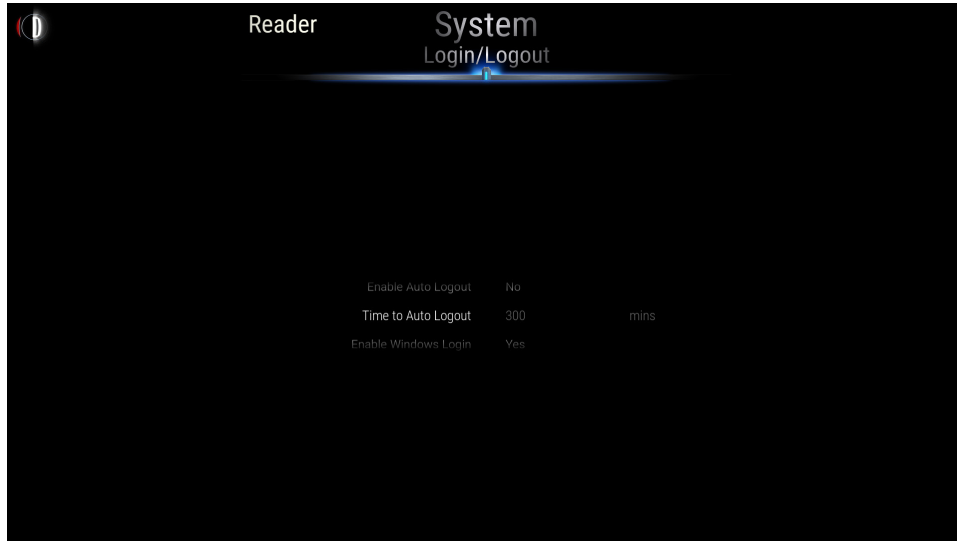 D
Reader
System
Login/Logout
Enable Auto Logout No
Time to Auto Logout 300 mins
Enable Windows Login Yes